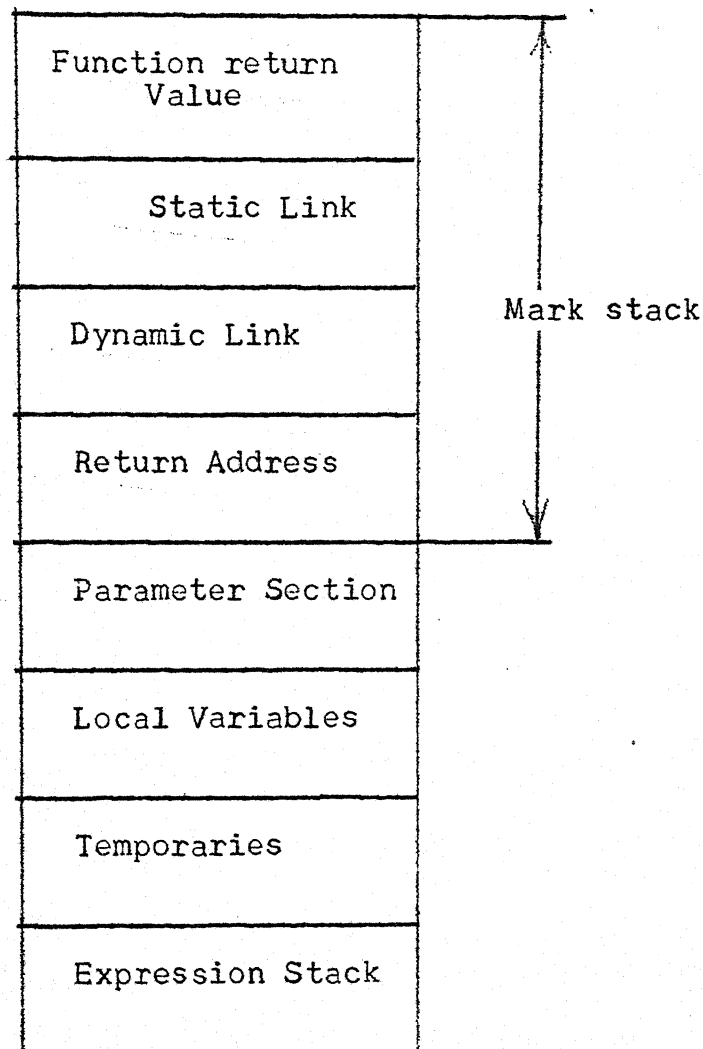 Function return
Value
Static Link
Dynamic Link
Mark stack
Return Address
Parameter Section
Local Variables
Temporaries
Expression Stack